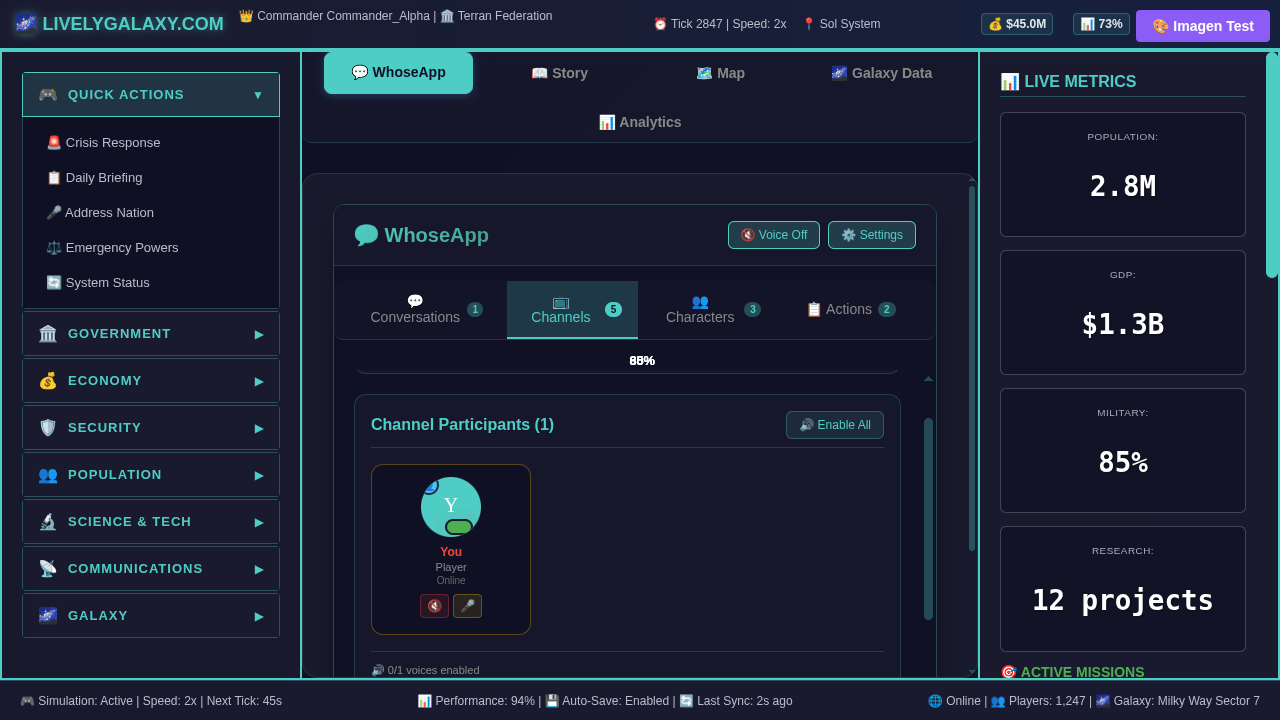 🌌 LIVELYGALAXY.COM
👑 Commander Commander_Alpha | 🏛️ Terran Federation
⏰ Tick 2847 | Speed: 2x
📍 Sol System
💰 $45.0M
📊 73%
🎨 Imagen Test
🎮 QUICK ACTIONS ▼
🚨 Crisis Response
📋 Daily Briefing
🎤 Address Nation
⚖️ Emergency Powers
🔄 System Status
🏛️ GOVERNMENT ▶
💰 ECONOMY ▶
🛡️ SECURITY ▶
👥 POPULATION ▶
🔬 SCIENCE & TECH ▶
📡 COMMUNICATIONS ▶
🌌 GALAXY ▶
💬 WhoseApp
📖 Story
🗺️ Map
🌌 Galaxy Data
📊 Analytics
💬 WhoseApp
🔇 Voice Off
⚙️ Settings
💬 Conversations 1
📺 Channels 5
👥 Characters 3
📋 Actions 2
Channel Participants (1)
🔊 Enable All
Y
You
Player
Online
🔇 🎤
🔊 0/1 voices enabled
📊 LIVE METRICS
POPULATION:
2.8M
GDP:
$1.3B
MILITARY:
85%
RESEARCH:
12 projects
🎯 ACTIVE MISSIONS
🎮 Simulation: Active | Speed: 2x | Next Tick: 45s
📊 Performance: 94% | 💾 Auto-Save: Enabled | 🔄 Last Sync: 2s ago
🌐 Online | 👥 Players: 1,247 | 🌌 Galaxy: Milky Way Sector 7